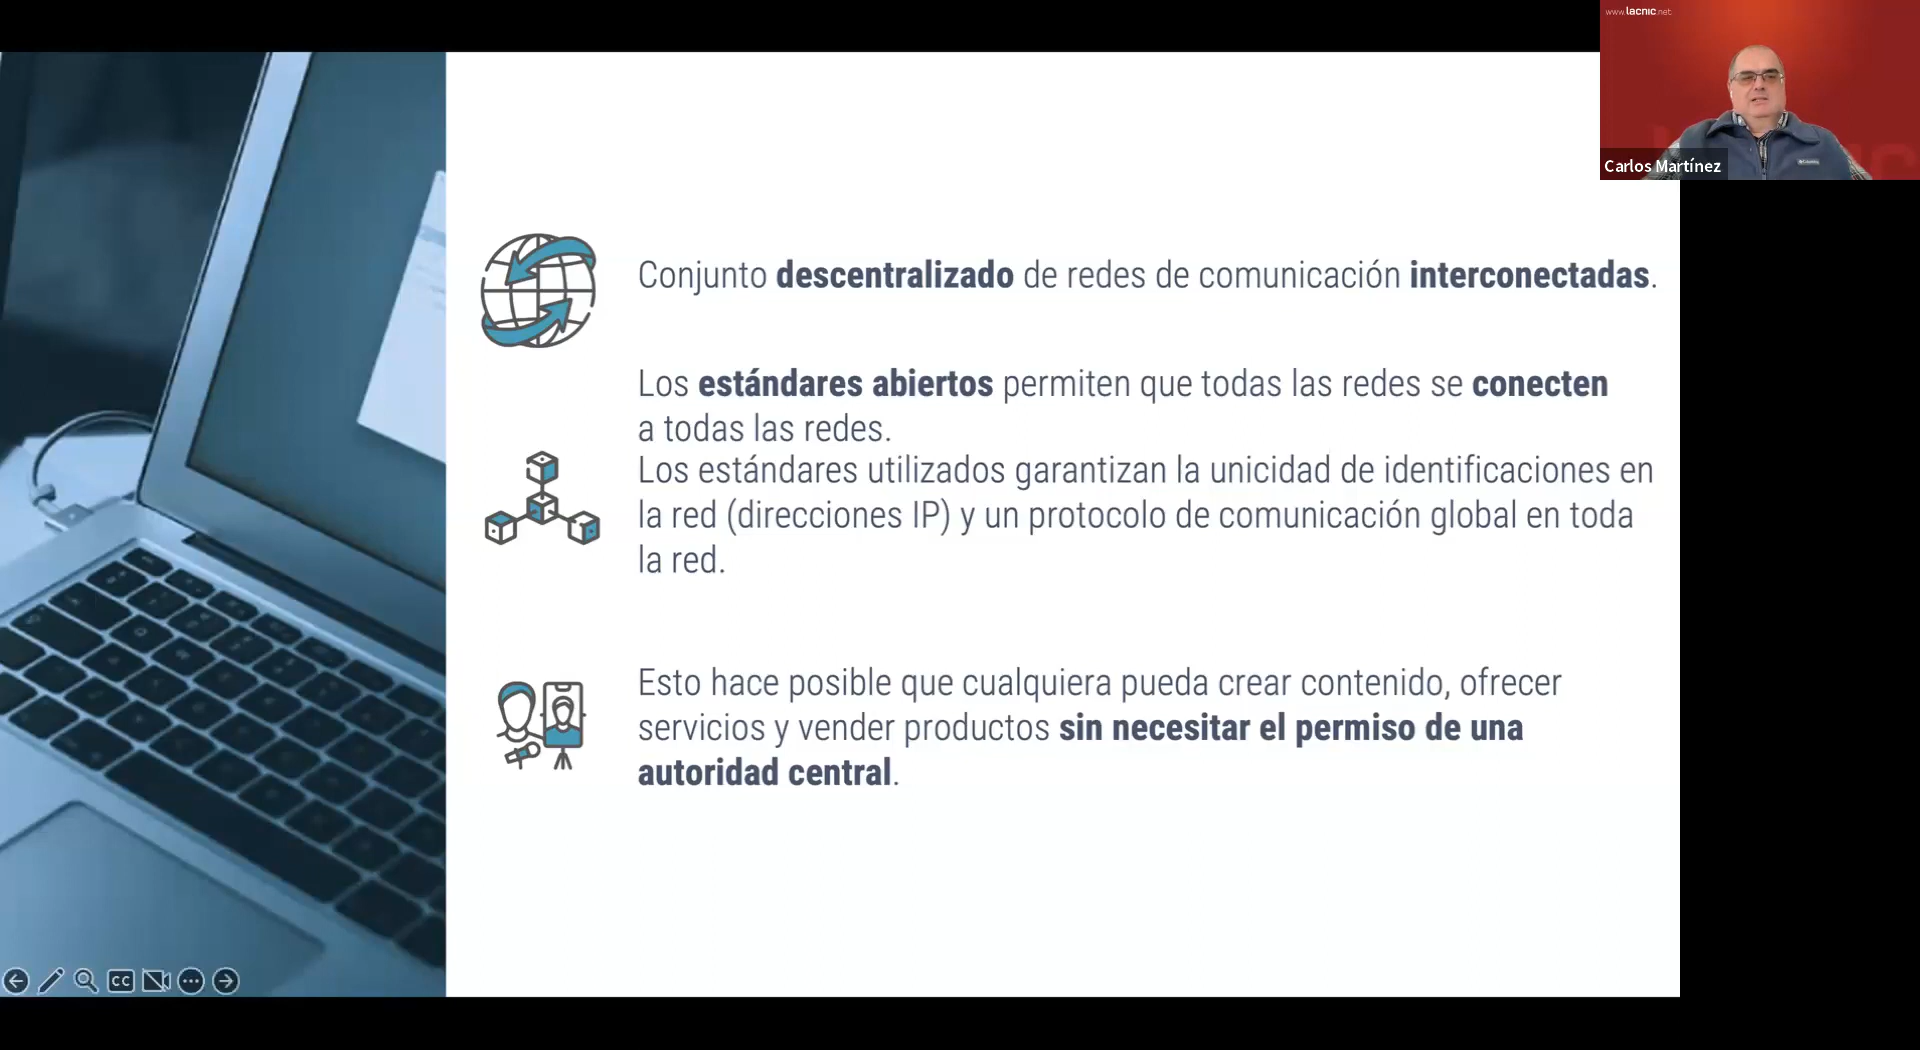 www.lacnic.net
Carlos Martínez
Conjunto descentralizado de redes de comunicación interconectadas.
Los estándares abiertos permiten que todas las redes se conecten
a todas las redes.
Los estándares utilizados garantizan la unicidad de identificaciones en
la red (direcciones IP) y un protocolo de comunicación global en toda
la red.
Esto hace posible que cualquiera pueda crear contenido, ofrecer
servicios y vender productos sin necesitar el permiso de una
autoridad central.
CC